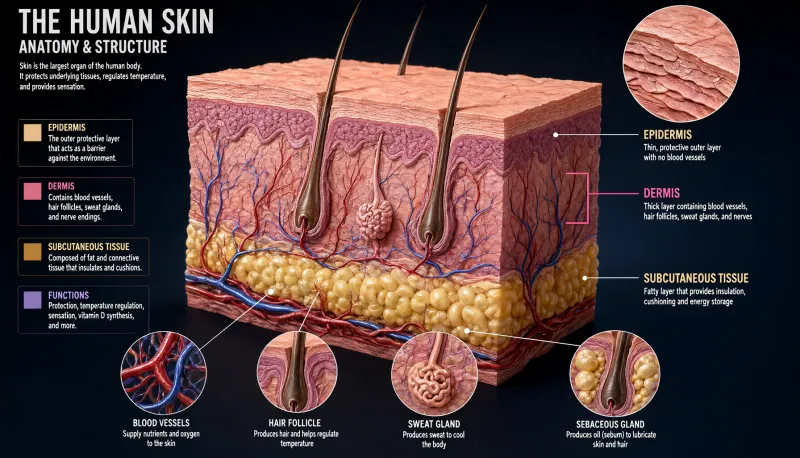 THE HUMAN SKIN
ANATOMY & STRUCTURE
Skin is the largest organ of the human body.
It protects underlying tissues, regulates temperature,
and provides sensation.
EPIDERMIS
The outer protective layer
that acts as a barrier
against the environment.
DERMIS
Contains blood vessels,
hair follicles, sweat glands,
and nerve endings.
SUBCUTANEOUS TISSUE
Composed of fat and connective
tissue that insulates and cushions.
FUNCTIONS
Protection, temperature regulation,
sensation, vitamin D synthesis,
and more.
EPIDERMIS
Thin, protective outer layer
with no blood vessels
DERMIS
Thick layer containing blood vessels,
hair follicles, sweat glands, and nerves
SUBCUTANEOUS TISSUE
Fatty layer that provides insulation,
cushioning and energy storage
BLOOD VESSELS
Supply nutrients and oxygen
to the skin
HAIR FOLLICLE
Produces hair and helps regulate
temperature
SWEAT GLAND
Produces sweat to cool
the body
SEBACEOUS GLAND
Produces oil (sebum) to lubricate
skin and hair